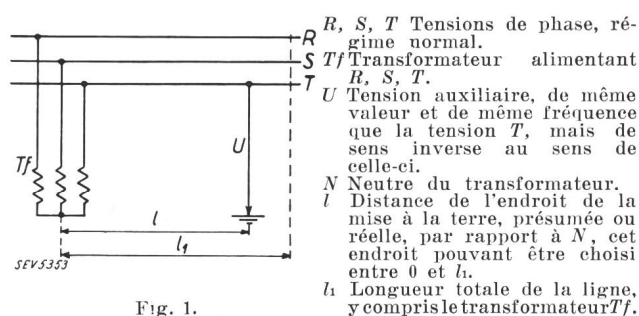 R
S
T
Tf
U
l
l₁
SEV5353
Fig. 1.
R, S, T Tensions de phase, ré-
gime normal.
Tf Transformateur alimentant
R, S, T.
U Tension auxiliaire, de même
valeur et de même fréquence
que la tension T, mais de
sens inverse au sens de
celle-ci.
N Neutre du transformateur.
l Distance de l'endroit de la
mise à la terre, présumée ou
réelle, par rapport à N, cet
endroit pouvant être choisi
entre 0 et l₁.
l₁ Longueur totale de la ligne,
y compris le transformateur Tf.